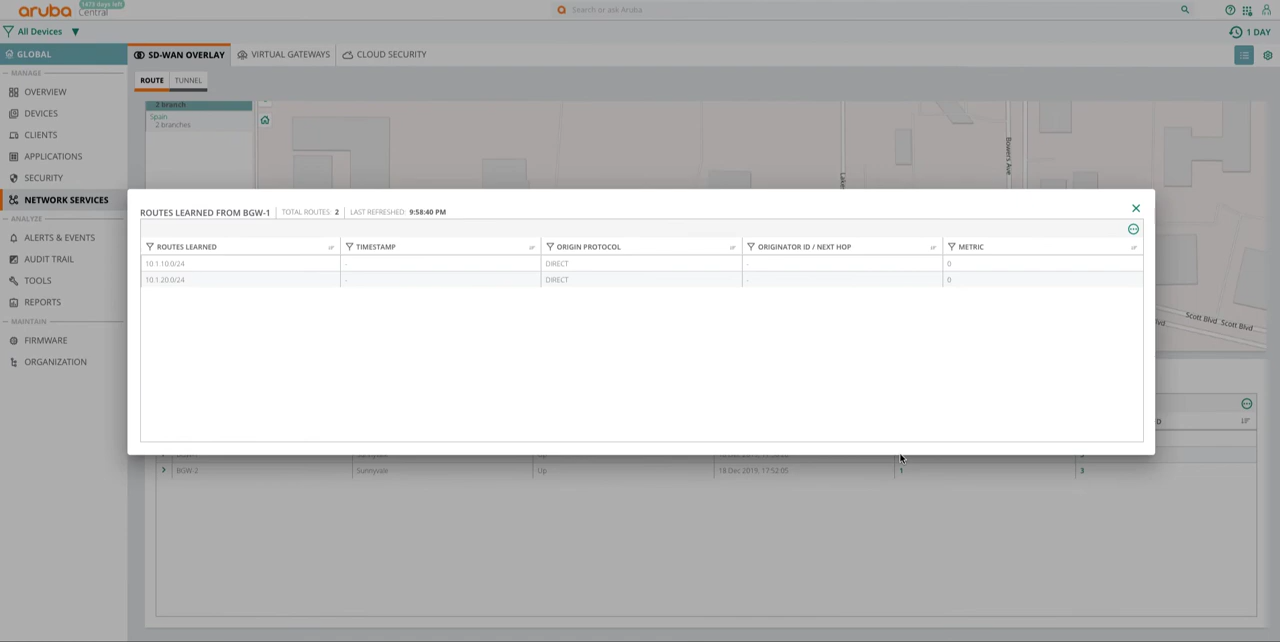 aruba
1473 days left
Central
Search or ask Aruba
All Devices
1 DAY
GLOBAL
SD-WAN OVERLAY
VIRTUAL GATEWAYS
CLOUD SECURITY
MANAGE
ROUTE
TUNNEL
OVERVIEW
DEVICES
CLIENTS
APPLICATIONS
SECURITY
NETWORK SERVICES
ANALYZE
ALERTS & EVENTS
AUDIT TRAIL
TOOLS
REPORTS
MAINTAIN
FIRMWARE
ORGANIZATION
2 branch
Spain
2 branches
Bowers Ave
Scott Blvd Scott Blvd
ROUTES LEARNED FROM BGW-1 TOTAL ROUTES: 2 LAST REFRESHED: 9:58:40 PM
ROUTES LEARNED TIMESTAMP ORIGIN PROTOCOL ORIGINATOR ID / NEXT HOP METRIC
10.1.10.0/24 - DIRECT - 0
10.1.20.0/24 - DIRECT - 0
BGW-2 Sunnyvale Up 18 Dec 2019, 17:52:05 1 3